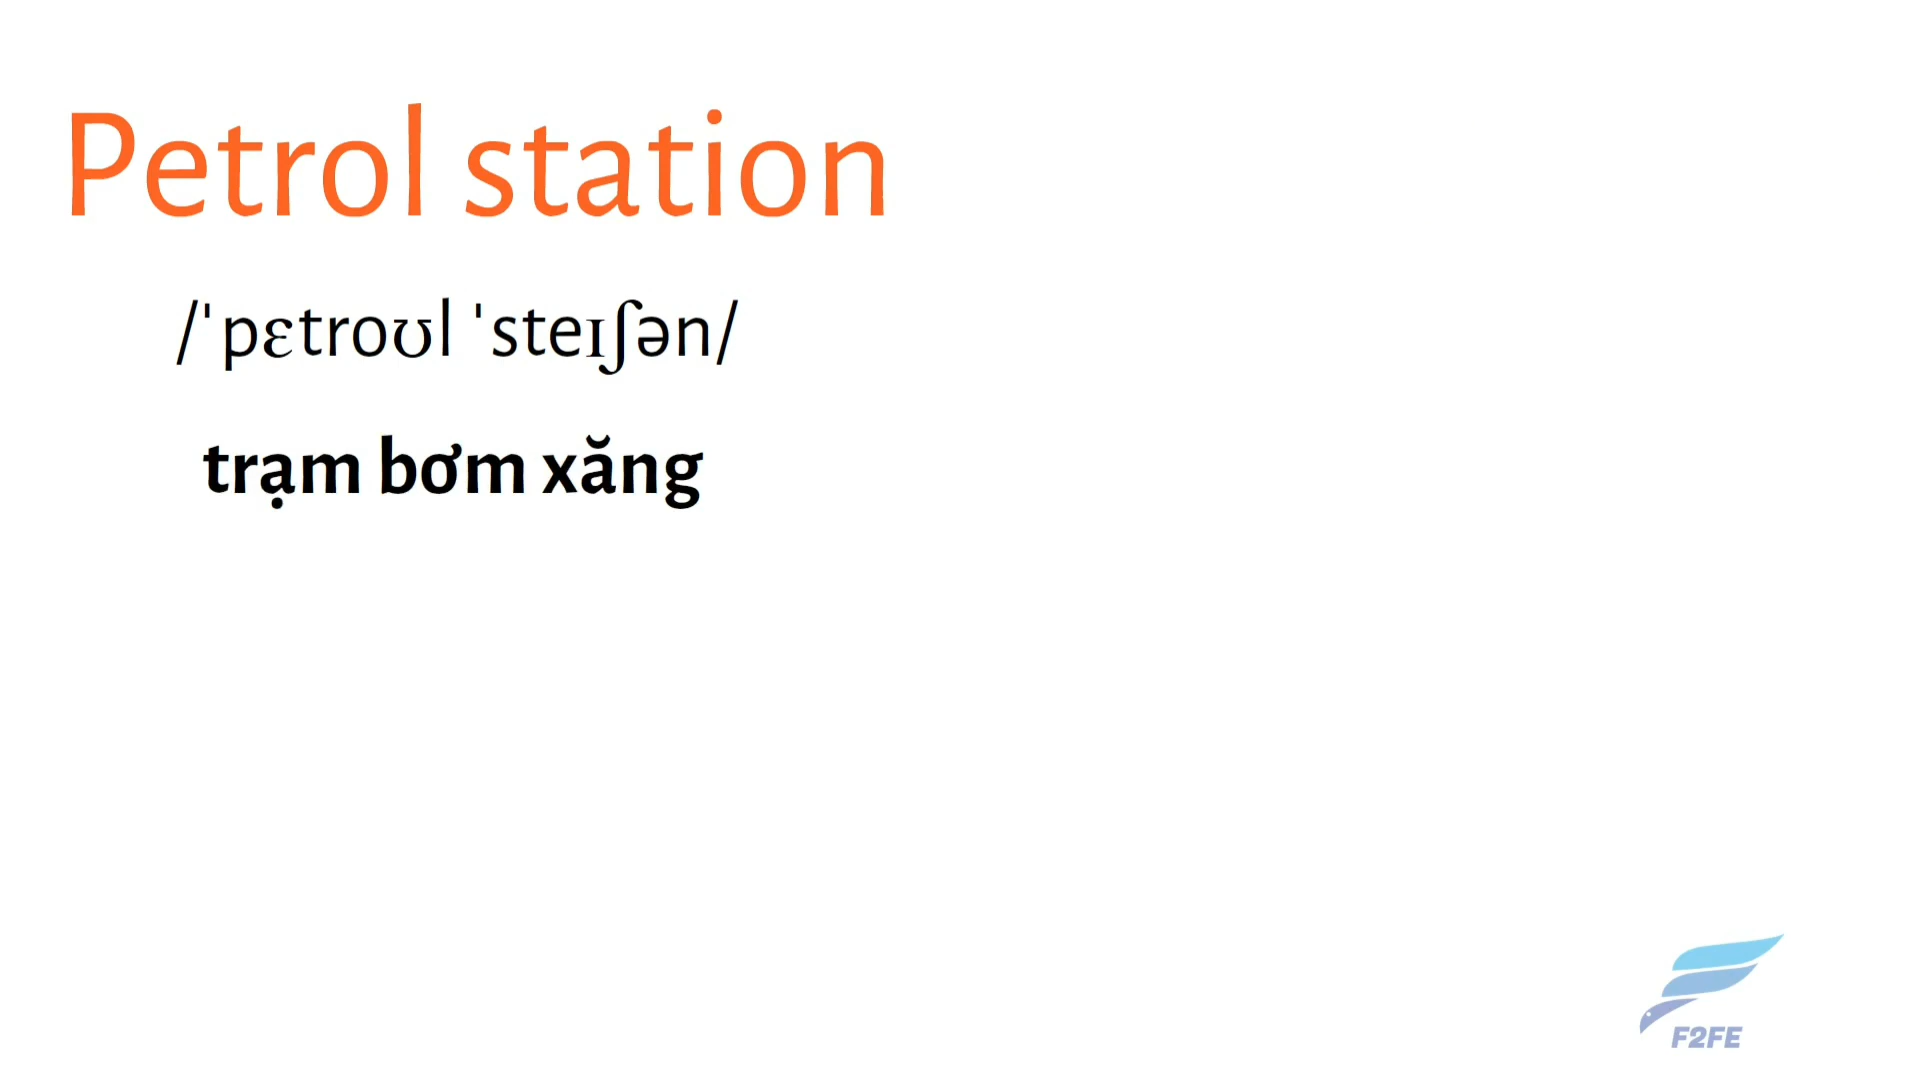 Petrol station
/ˈpɛtroʊl ˈsteɪʃən/
trạm bơm xăng
F2FE